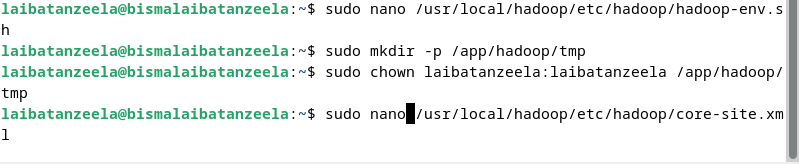 laibatanzeela@bismalaibatanzeela:~$ sudo nano /usr/local/hadoop/etc/hadoop/hadoop-env.s
h
laibatanzeela@bismalaibatanzeela:~$ sudo mkdir -p /app/hadoop/tmp
laibatanzeela@bismalaibatanzeela:~$ sudo chown laibatanzeela:laibatanzeela /app/hadoop/
tmp
laibatanzeela@bismalaibatanzeela:~$ sudo nano /usr/local/hadoop/etc/hadoop/core-site.xm
l